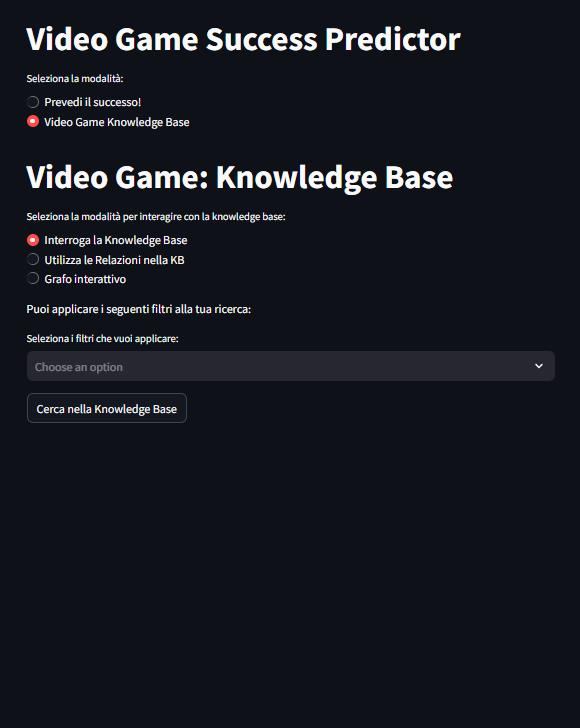 Video Game Success Predictor
Seleziona la modalità:
Prevedi il successo!
Video Game Knowledge Base
Video Game: Knowledge Base
Seleziona la modalità per interagire con la knowledge base:
Interroga la Knowledge Base
Utilizza le Relazioni nella KB
Grafo interattivo
Puoi applicare i seguenti filtri alla tua ricerca:
Seleziona i filtri che vuoi applicare:
Choose an option
Cerca nella Knowledge Base